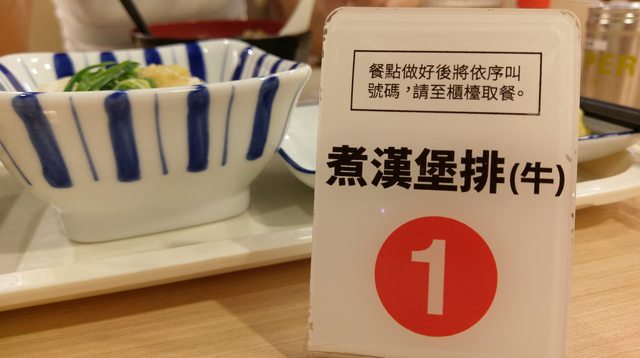 餐點做好後將依序叫
號碼，請至櫃檯取餐。
煮漢堡排(牛)
1